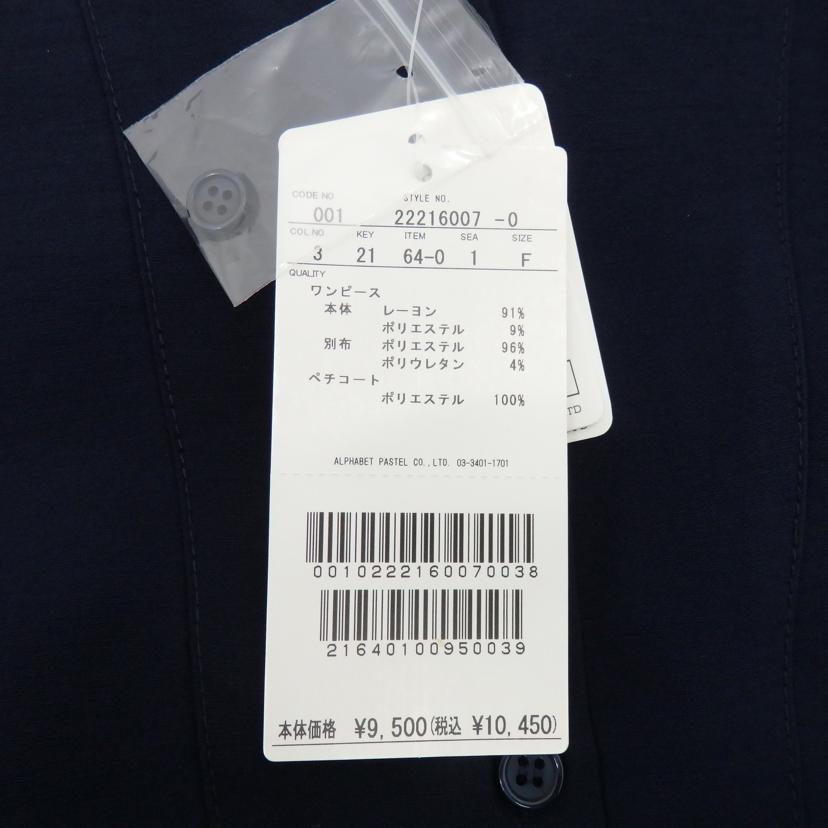 CODE NO STYLE NO.
001 22216007 -0
COL NO KEY ITEM SEA SIZE
3 21 64-0 1 F
QUALITY
ワンピース
本体 レーヨン 91%
ポリエステル 9%
別布 ポリエステル 96%
ポリウレタン 4%
ペチコート
ポリエステル 100%
TD
ALPHABET PASTEL CO.,LTD. 03-3401-1701
0010222160070038
21640100950039
本体価格 ¥9,500(税込 ¥10,450)